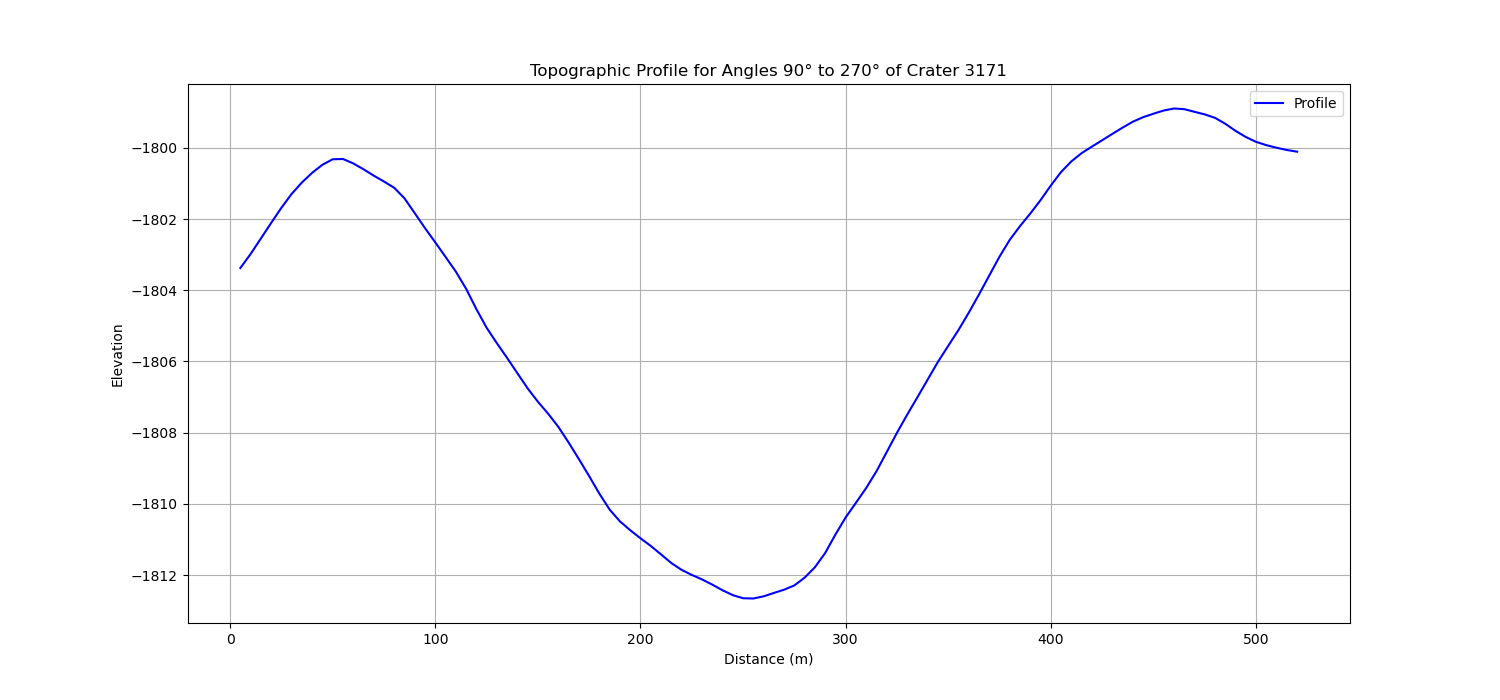 Topographic Profile for Angles 90° to 270° of Crater 3171
Profile
−1800
−1802
−1804
−1806
−1808
−1810
−1812
Elevation
0 100 200 300 400 500
Distance (m)